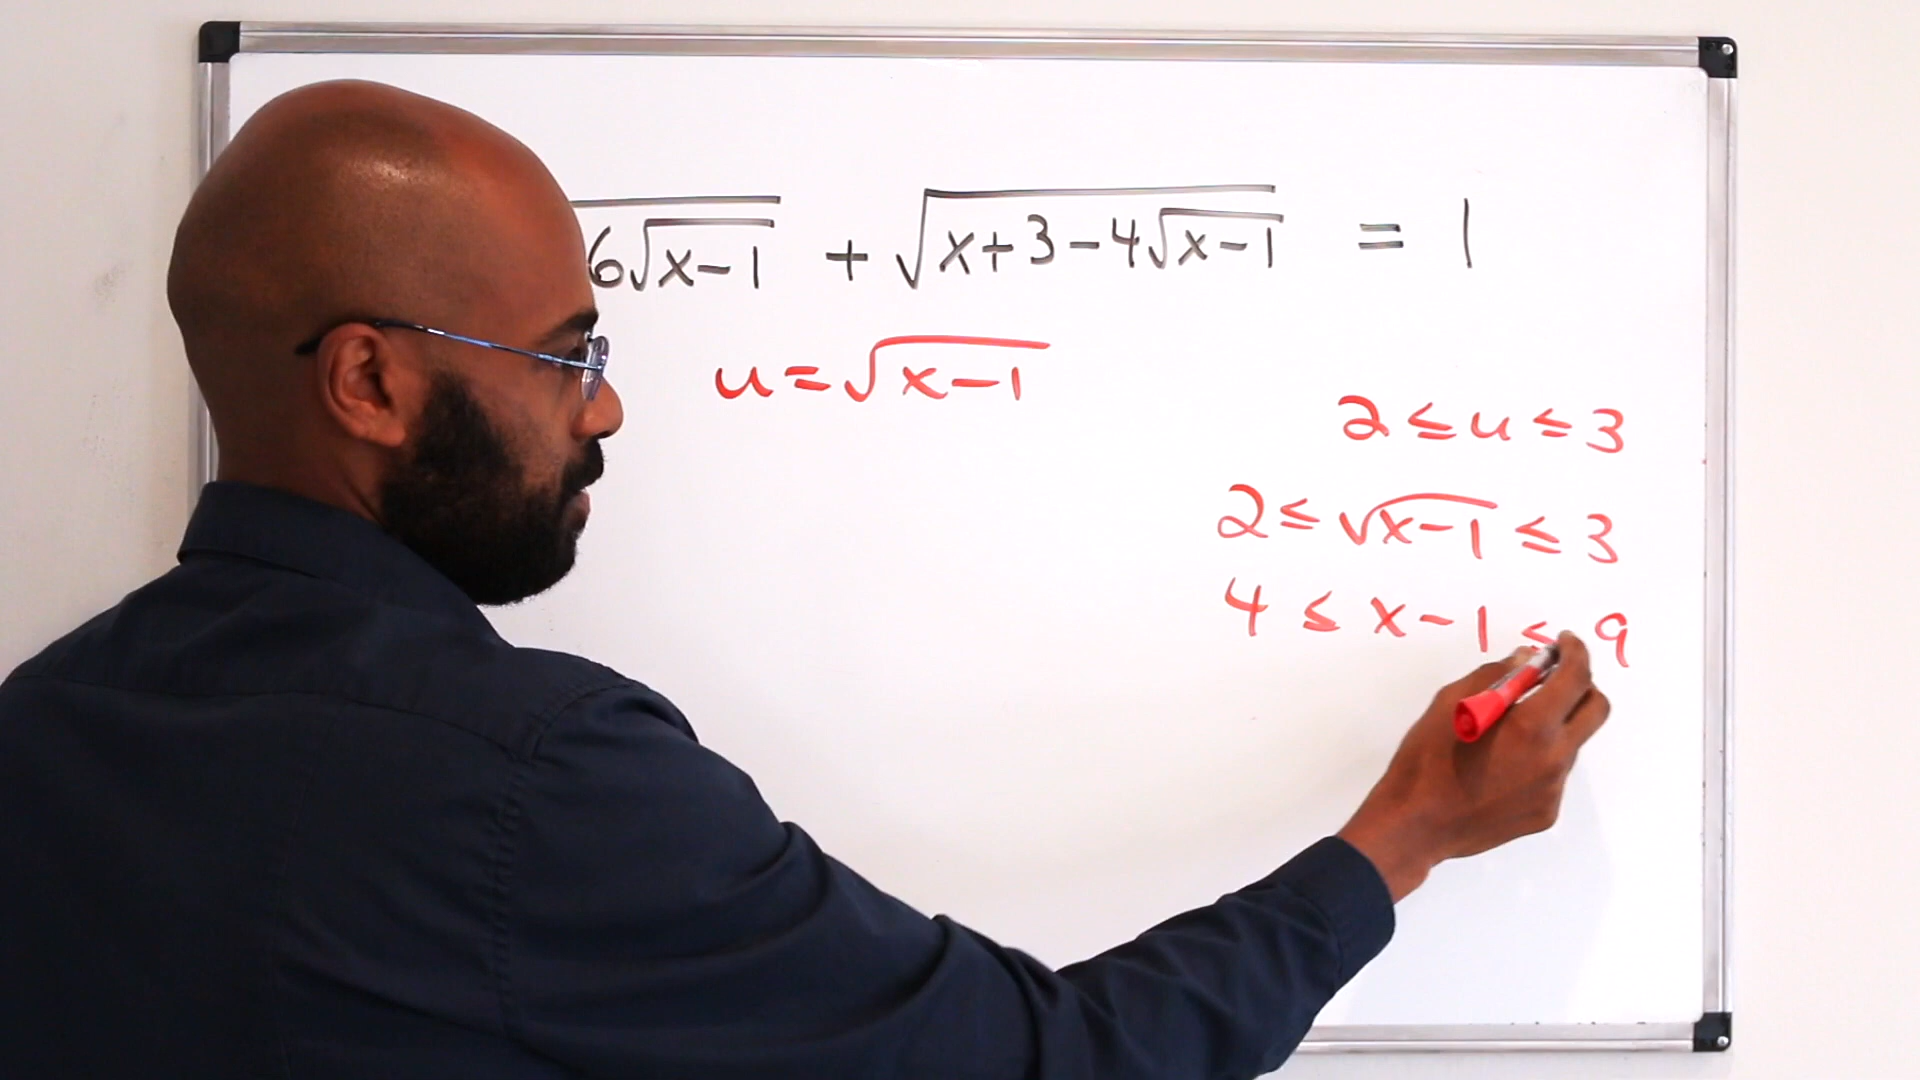 6√(x-1) + √(x+3-4√(x-1)) = 1
u=√(x-1)
2≤u≤3
2≤√(x-1)≤3
4≤x-1≤9